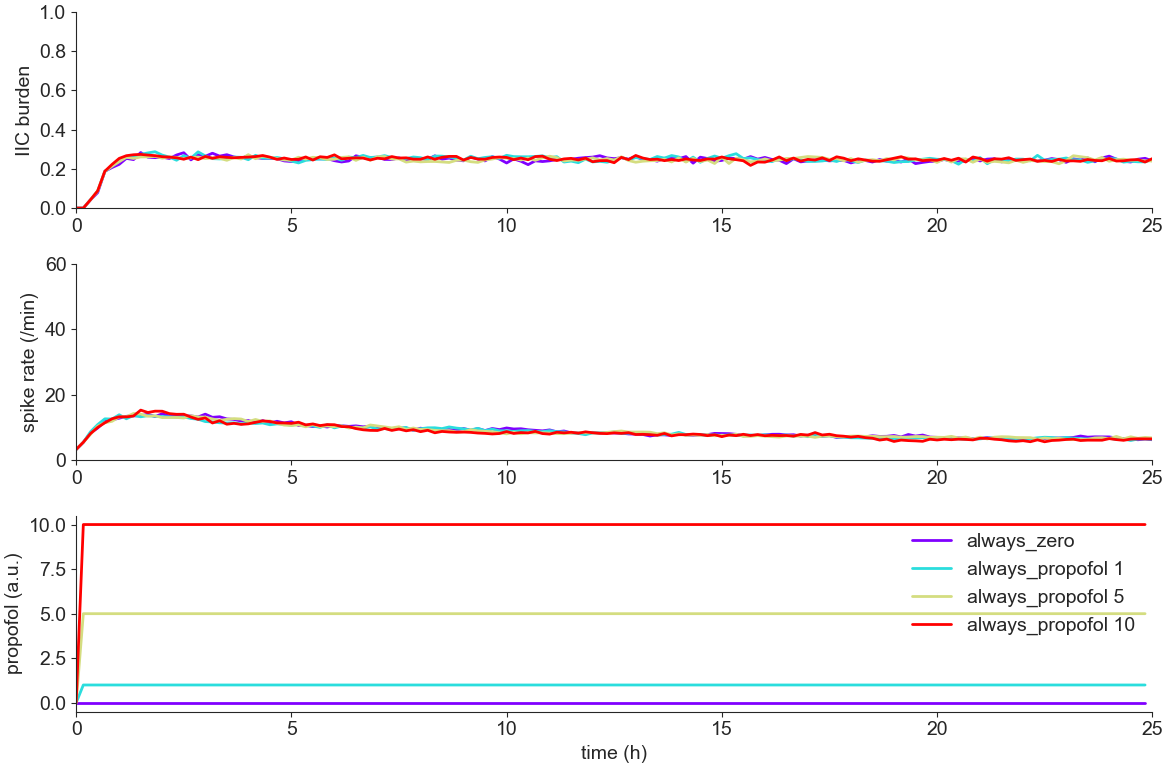 IIC burden
1.0
0.8
0.6
0.4
0.2
0.0
0 5 10 15 20 25
spike rate (/min)
60
40
20
0
0 5 10 15 20 25
propofol (a.u.)
10.0
7.5
5.0
2.5
0.0
always_zero
always_propofol 1
always_propofol 5
always_propofol 10
0 5 10 15 20 25
time (h)